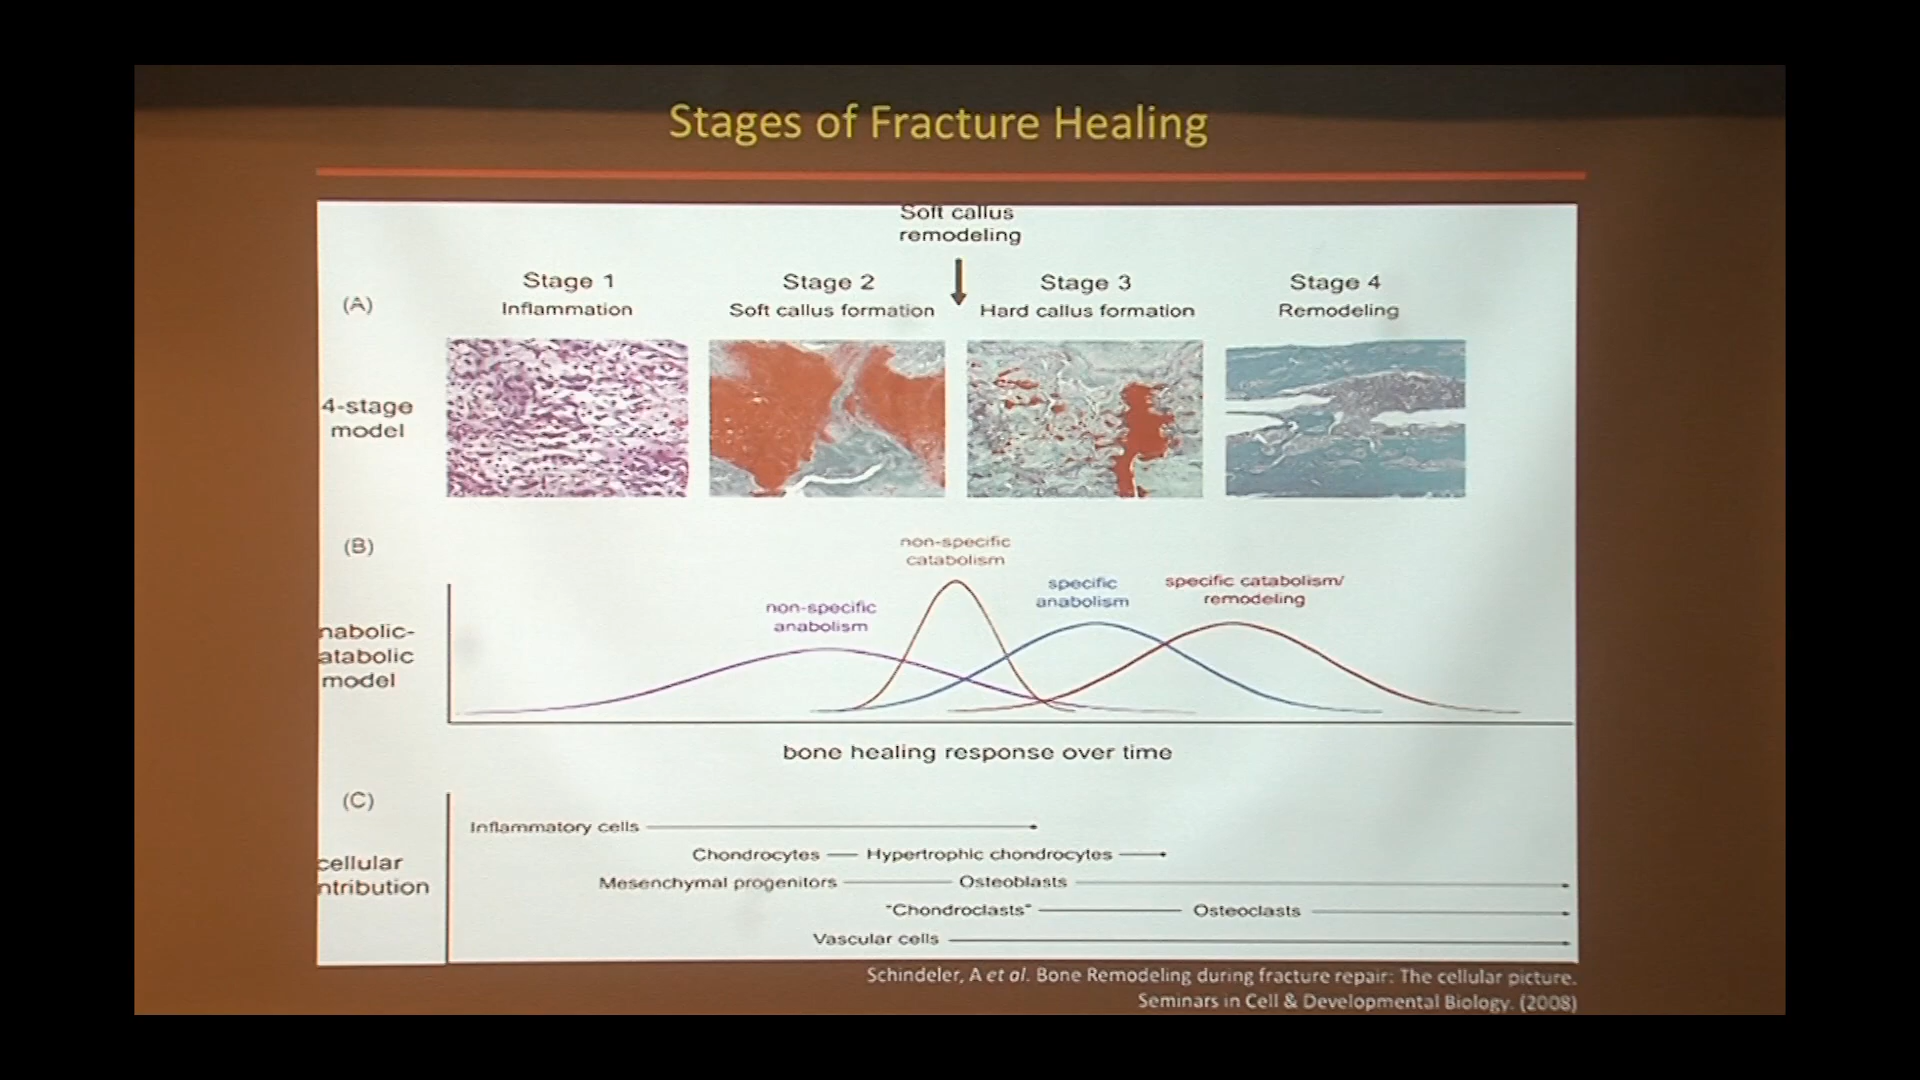 Stages of Fracture Healing
Soft callus
remodeling
Stage 1
Inflammation
Stage 2
Soft callus formation
Stage 3
Hard callus formation
Stage 4
Remodeling
(A)
4-stage
model
(B)
nabolic-
atabolic
model
non-specific
anabolism
non-specific
catabolism
specific
anabolism
specific catabolism/
remodeling
bone healing response over time
(C)
cellular
ntribution
Inflammatory cells
Chondrocytes Hypertrophic chondrocytes
Mesenchymal progenitors Osteoblasts
"Chondroclasts" Osteoclasts
Vascular cells
Schindeler, A et al. Bone Remodeling during fracture repair: The cellular picture.
Seminars in Cell & Developmental Biology. (2008)